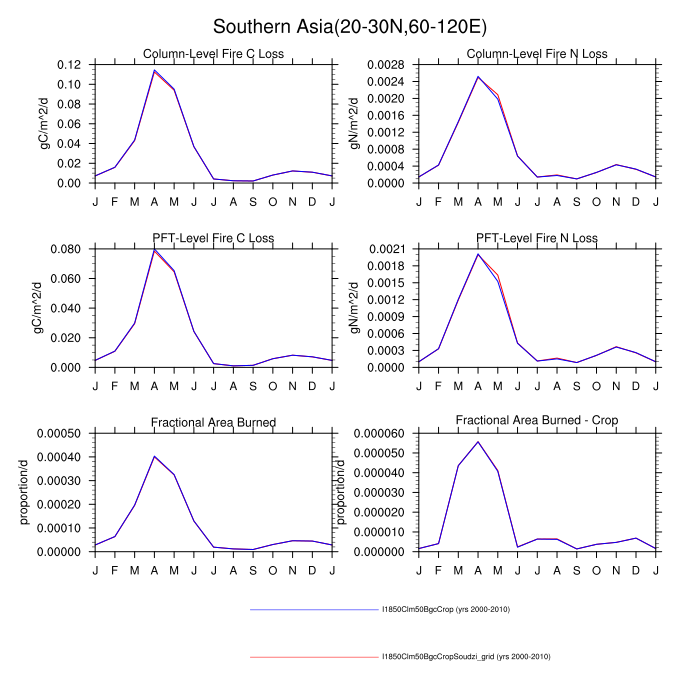 Southern Asia(20-30N,60-120E)
Column-Level Fire C Loss
gC/m^2/d
0.12
0.10
0.08
0.06
0.04
0.02
0.00
J F M A M J J A S O N D J
Column-Level Fire N Loss
gN/m^2/d
0.0028
0.0024
0.0020
0.0016
0.0012
0.0008
0.0004
0.0000
J F M A M J J A S O N D J
PFT-Level Fire C Loss
gC/m^2/d
0.080
0.060
0.040
0.020
0.000
J F M A M J J A S O N D J
PFT-Level Fire N Loss
gN/m^2/d
0.0021
0.0018
0.0015
0.0012
0.0009
0.0006
0.0003
0.0000
J F M A M J J A S O N D J
Fractional Area Burned
proportion/d
0.00050
0.00040
0.00030
0.00020
0.00010
0.00000
J F M A M J J A S O N D J
Fractional Area Burned - Crop
proportion/d
0.000060
0.000050
0.000040
0.000030
0.000020
0.000010
0.000000
J F M A M J J A S O N D J
I1850Clm50BgcCrop (yrs 2000-2010)
I1850Clm50BgcCropSoudzi_grid (yrs 2000-2010)